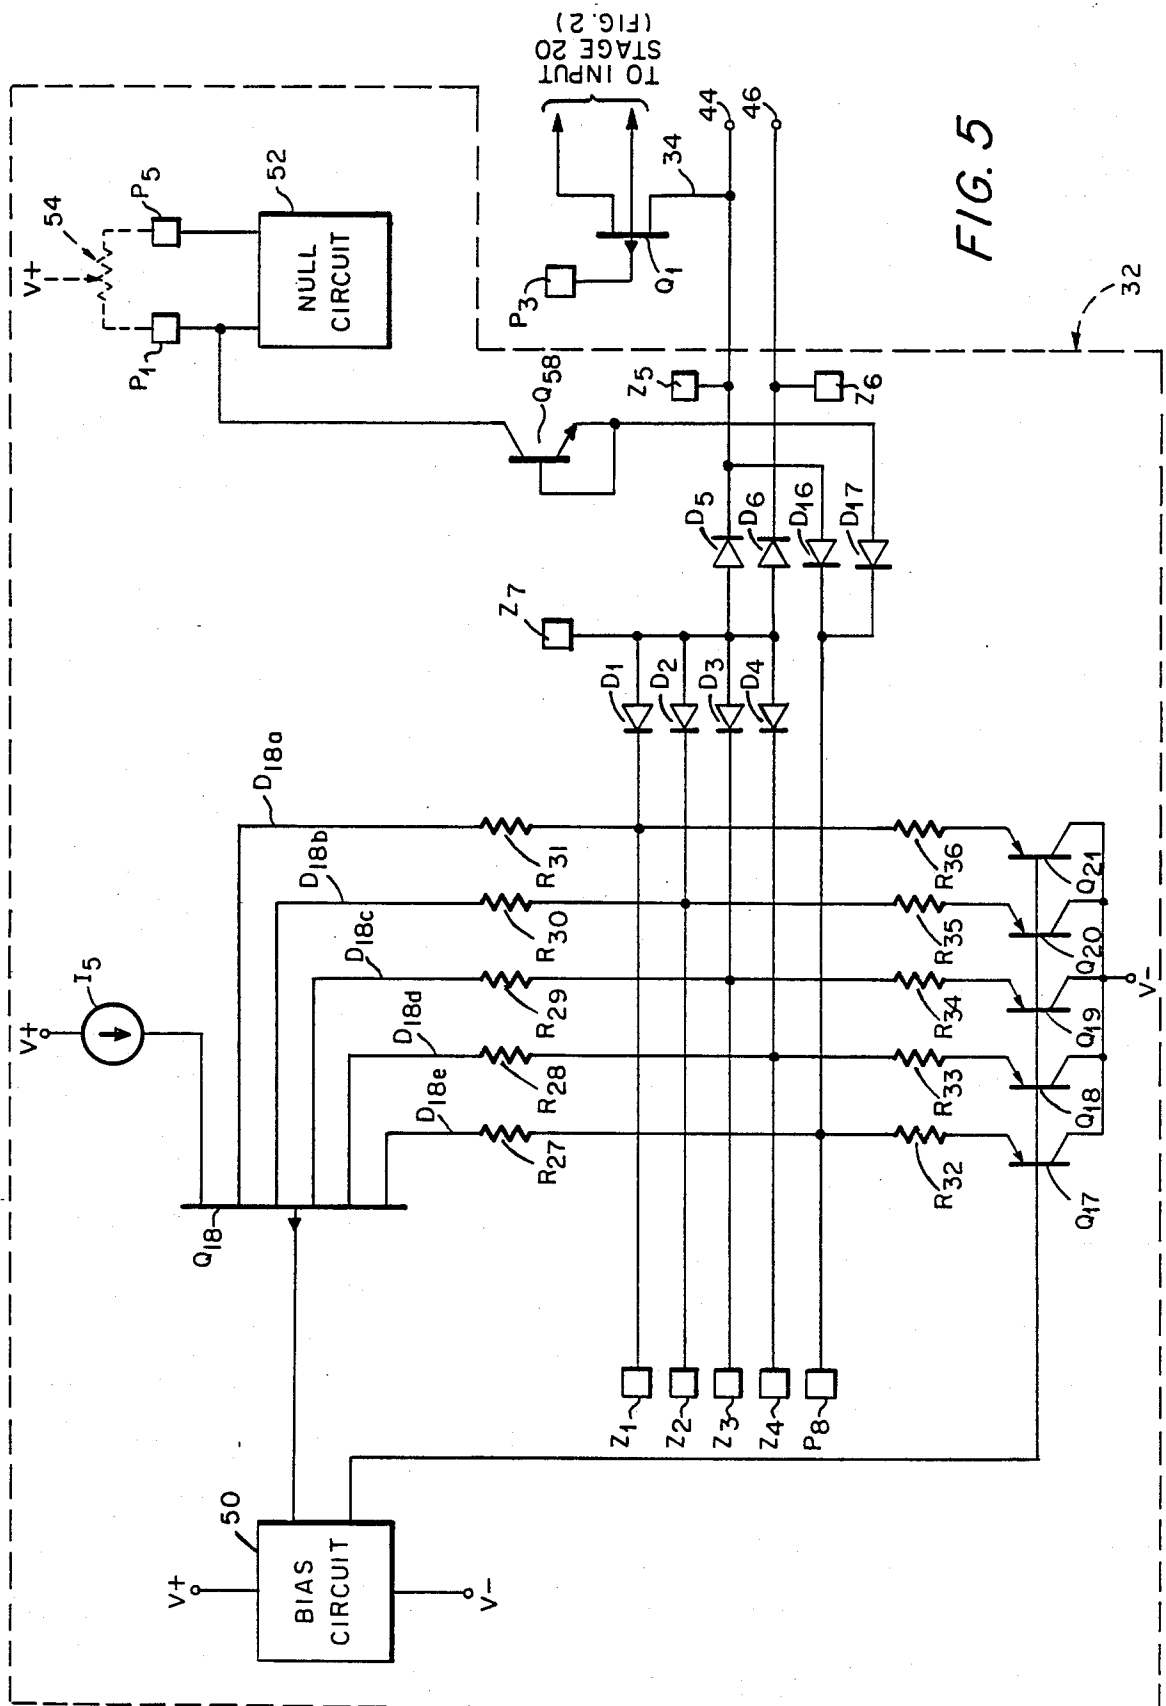 TO INPUT
STAGE 20
(FIG. 2)
V+
54
P1
P5
NULL
CIRCUIT
52
P3
Q1
34
44
46
FIG. 5
32
Q58
Z5
Z6
D5
D6
D16
D17
Z7
D1
D2
D3
D4
V+
I5
Q18
D18a
D18b
D18c
D18d
D18e
R31
R30
R29
R28
R27
R36
R35
R34
R33
R32
Q21
Q20
Q19
Q18
Q17
V-
Z1
Z2
Z3
Z4
P8
50
V+
BIAS
CIRCUIT
V-